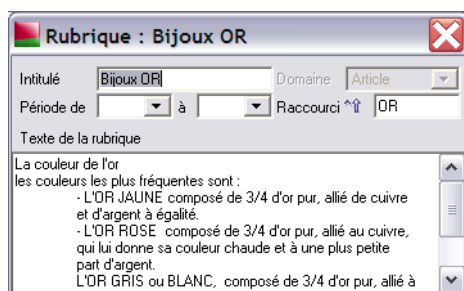 Rubrique : Bijoux OR
Intitulé Bijoux OR Domaine Article
Période de à Raccourci ^⇧ OR
Texte de la rubrique
La couleur de l'or
les couleurs les plus fréquentes sont :
- L'OR JAUNE composé de 3/4 d'or pur, allié de cuivre
et d'argent à égalité.
- L'OR ROSE composé de 3/4 d'or pur, allié au cuivre,
qui lui donne sa couleur chaude et à une plus petite
part d'argent.
L'OR GRIS ou BLANC, composé de 3/4 d'or pur, allié à